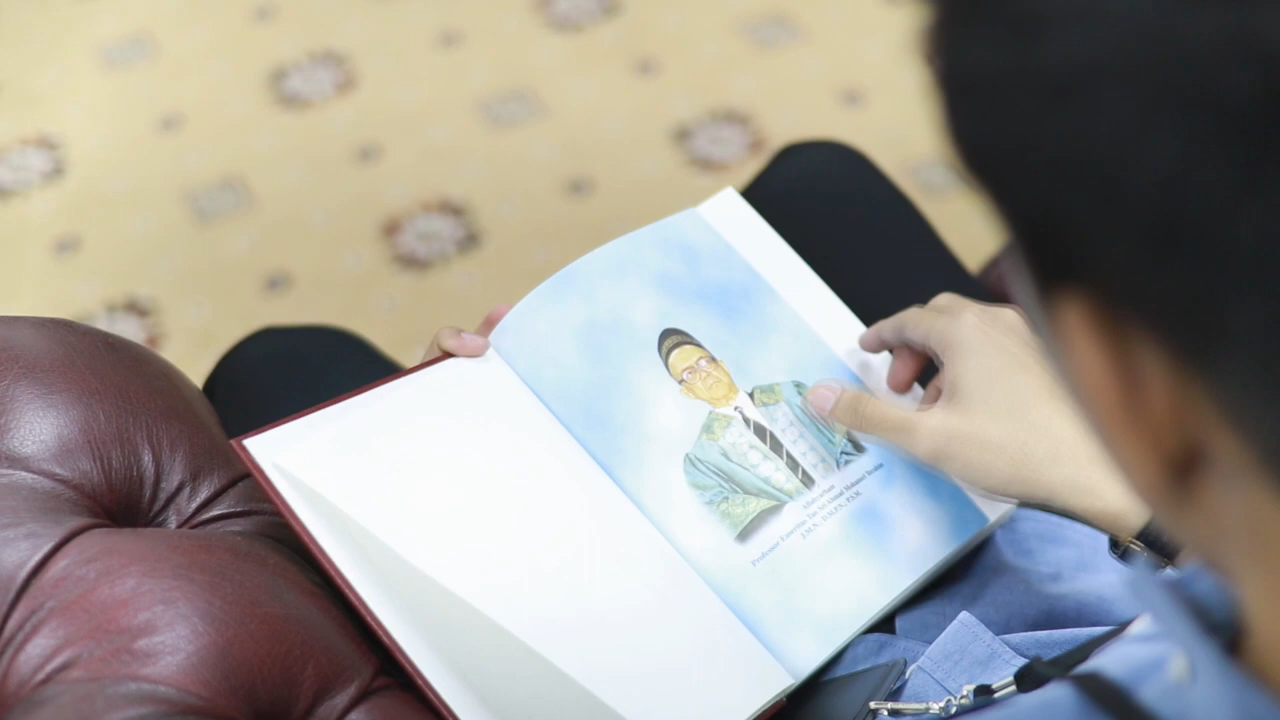 Allahyarham
Professor Emeritus Tan Sri Ahmad Mohamed Ibrahim
J.M.N., D.M.P.N., P.S.M.